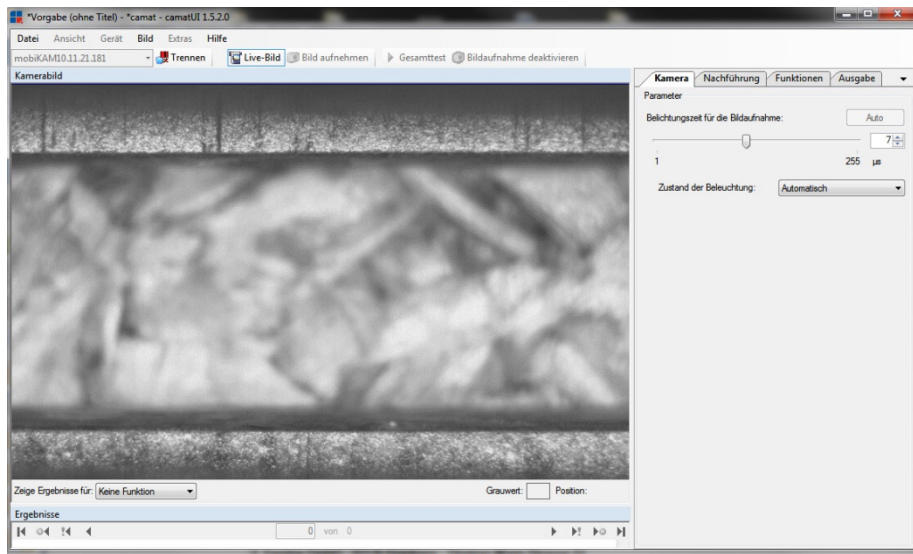 *Vorgabe (ohne Titel) - *camat - camatUI 1.5.2.0
Datei Ansicht Gerät Bild Extras Hilfe
mobiKAM10.11.21.181 Trennen Live-Bild Bild aufnehmen Gesamttest Bildaufnahme deaktivieren
Kamerabild
Kamera Nachführung Funktionen Ausgabe
Parameter
Belichtungszeit für die Bildaufnahme: Auto
7
1 255 µs
Zustand der Beleuchtung: Automatisch
Zeige Ergebnisse für: Keine Funktion Grauwert: Position:
Ergebnisse
0 von 0